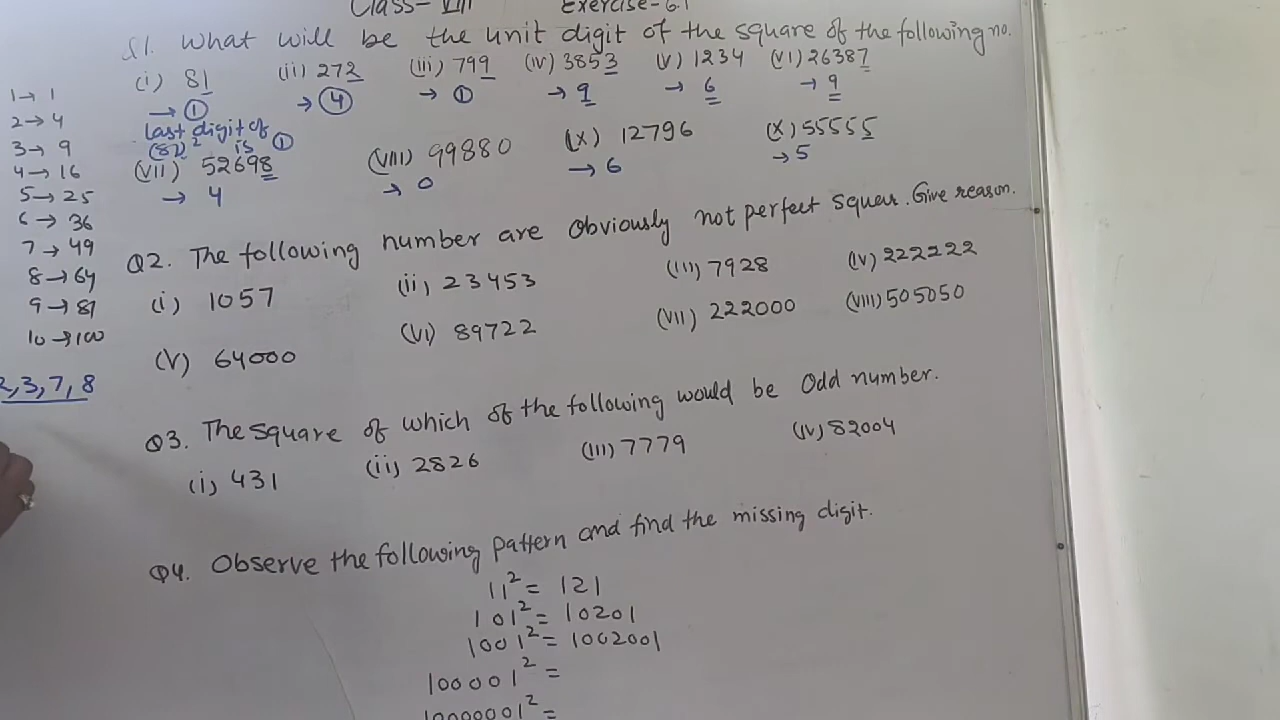 Class- VIII Exercise-6.1
Q1. What will be the unit digit of the square of the following no.
(i) 81 (ii) 272 (iii) 799 (iv) 3853 (v) 1234 (vi) 26387
→ 1 → 4 → 1 → 9 → 6 → 9
last digit of
(81)² is 1
(vii) 52698 (viii) 99880 (x) 12796 (x) 55555
→ 4 → 0 → 6 → 5
1→ 1
2→ 4
3→ 9
4→ 16
5→ 25
6→ 36
7→ 49
8→64
9→81
10→100
2,3,7,8
Q2. The following number are obviously not perfect squear. Give reason.
(i) 1057 (ii) 23453 (iii) 7928 (iv) 222222
(v) 64000 (vi) 89722 (vii) 222000 (viii) 505050
Q3. The square of which of the following would be odd number.
(i) 431 (ii) 2826 (iii) 7779 (iv) 82004
Q4. Observe the following pattern and find the missing digit.
11² = 121
101² = 10201
1001² = 1002001
100001² =
10000001² =